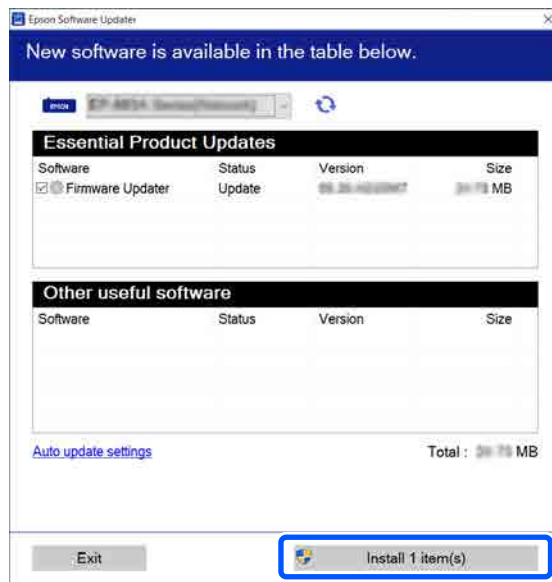 Epson Software Updater
New software is available in the table below.
EPSON
Essential Product Updates
Software Status Version Size
Firmware Updater Update MB
Other useful software
Software Status Version Size
Auto update settings Total : MB
Exit Install 1 item(s)